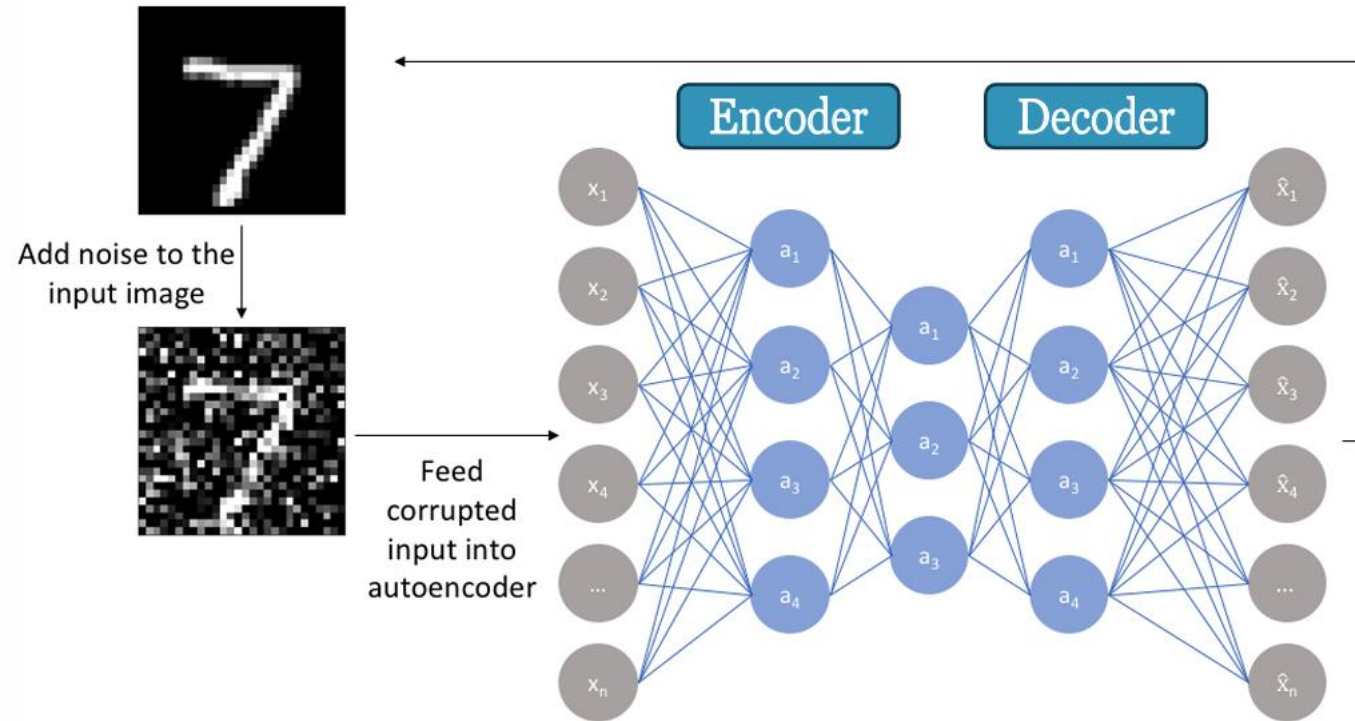 Add noise to the
input image
Feed
corrupted
input into
autoencoder
Encoder
Decoder
x₁
x₂
x₃
x₄
...
xₙ
a₁
a₂
a₃
a₄
a₁
a₂
a₃
a₁
a₂
a₃
a₄
x̂₁
x̂₂
x̂₃
x̂₄
...
x̂ₙ